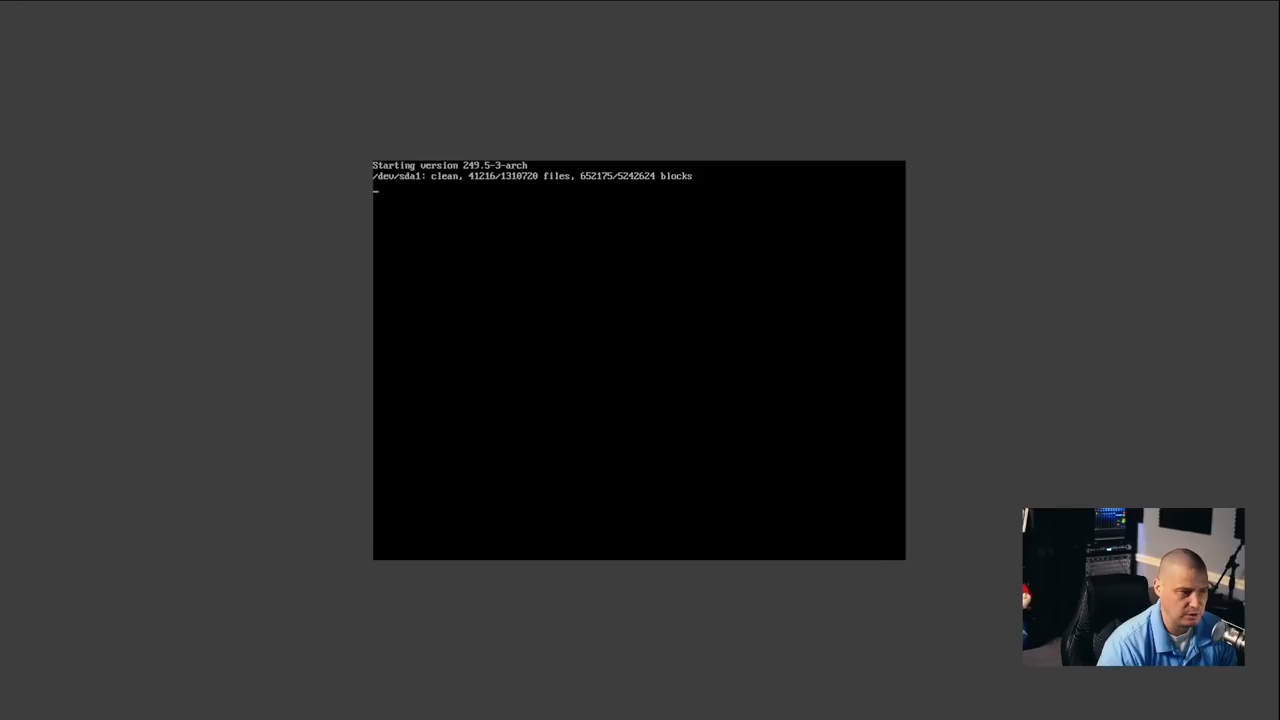 Starting version 249.5-3-arch
/dev/sda1: clean, 41216/1310720 files, 652175/5242624 blocks